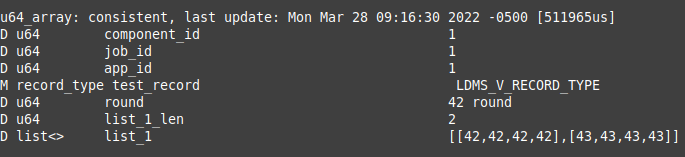 u64_array: consistent, last update: Mon Mar 28 09:16:30 2022 -0500 [511965us]
D u64 component_id 1
D u64 job_id 1
D u64 app_id 1
M record_type test_record LDMS_V_RECORD_TYPE
D u64 round 42 round
D u64 list_1_len 2
D list<> list_1 [[42,42,42,42],[43,43,43,43]]